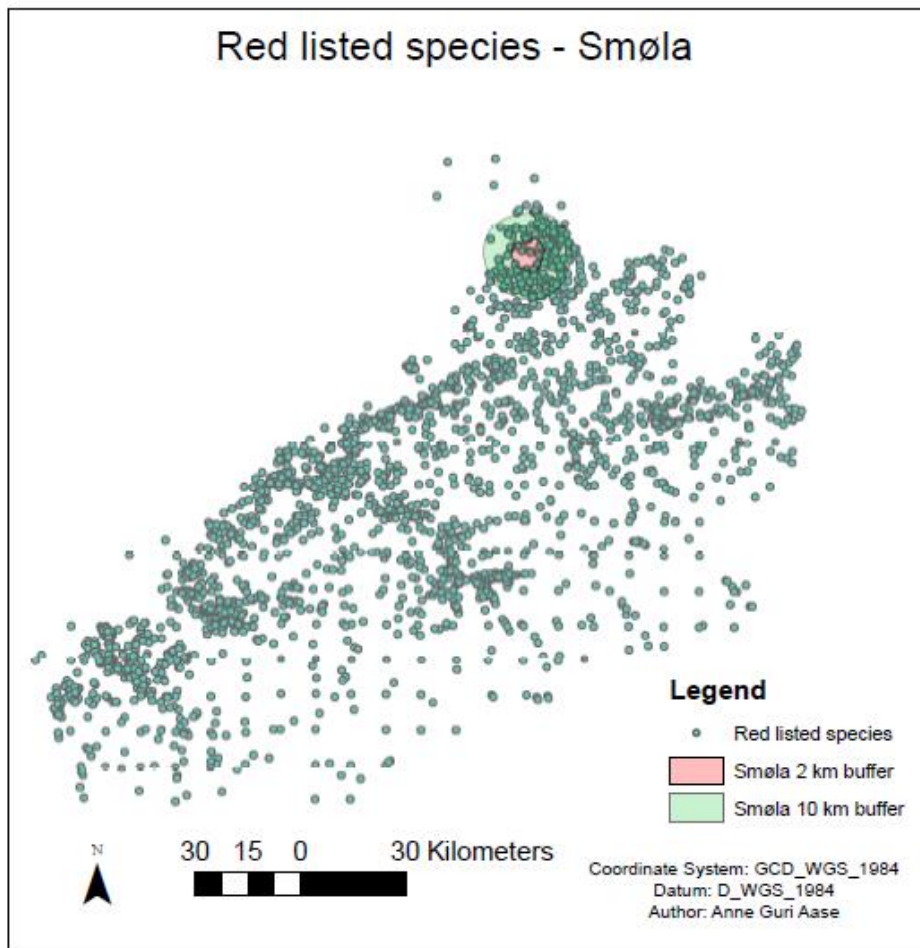 Red listed species - Smøla
Legend
Red listed species
Smøla 2 km buffer
Smøla 10 km buffer
N
30 15 0 30 Kilometers
Coordinate System: GCD_WGS_1984
Datum: D_WGS_1984
Author: Anne Guri Aase